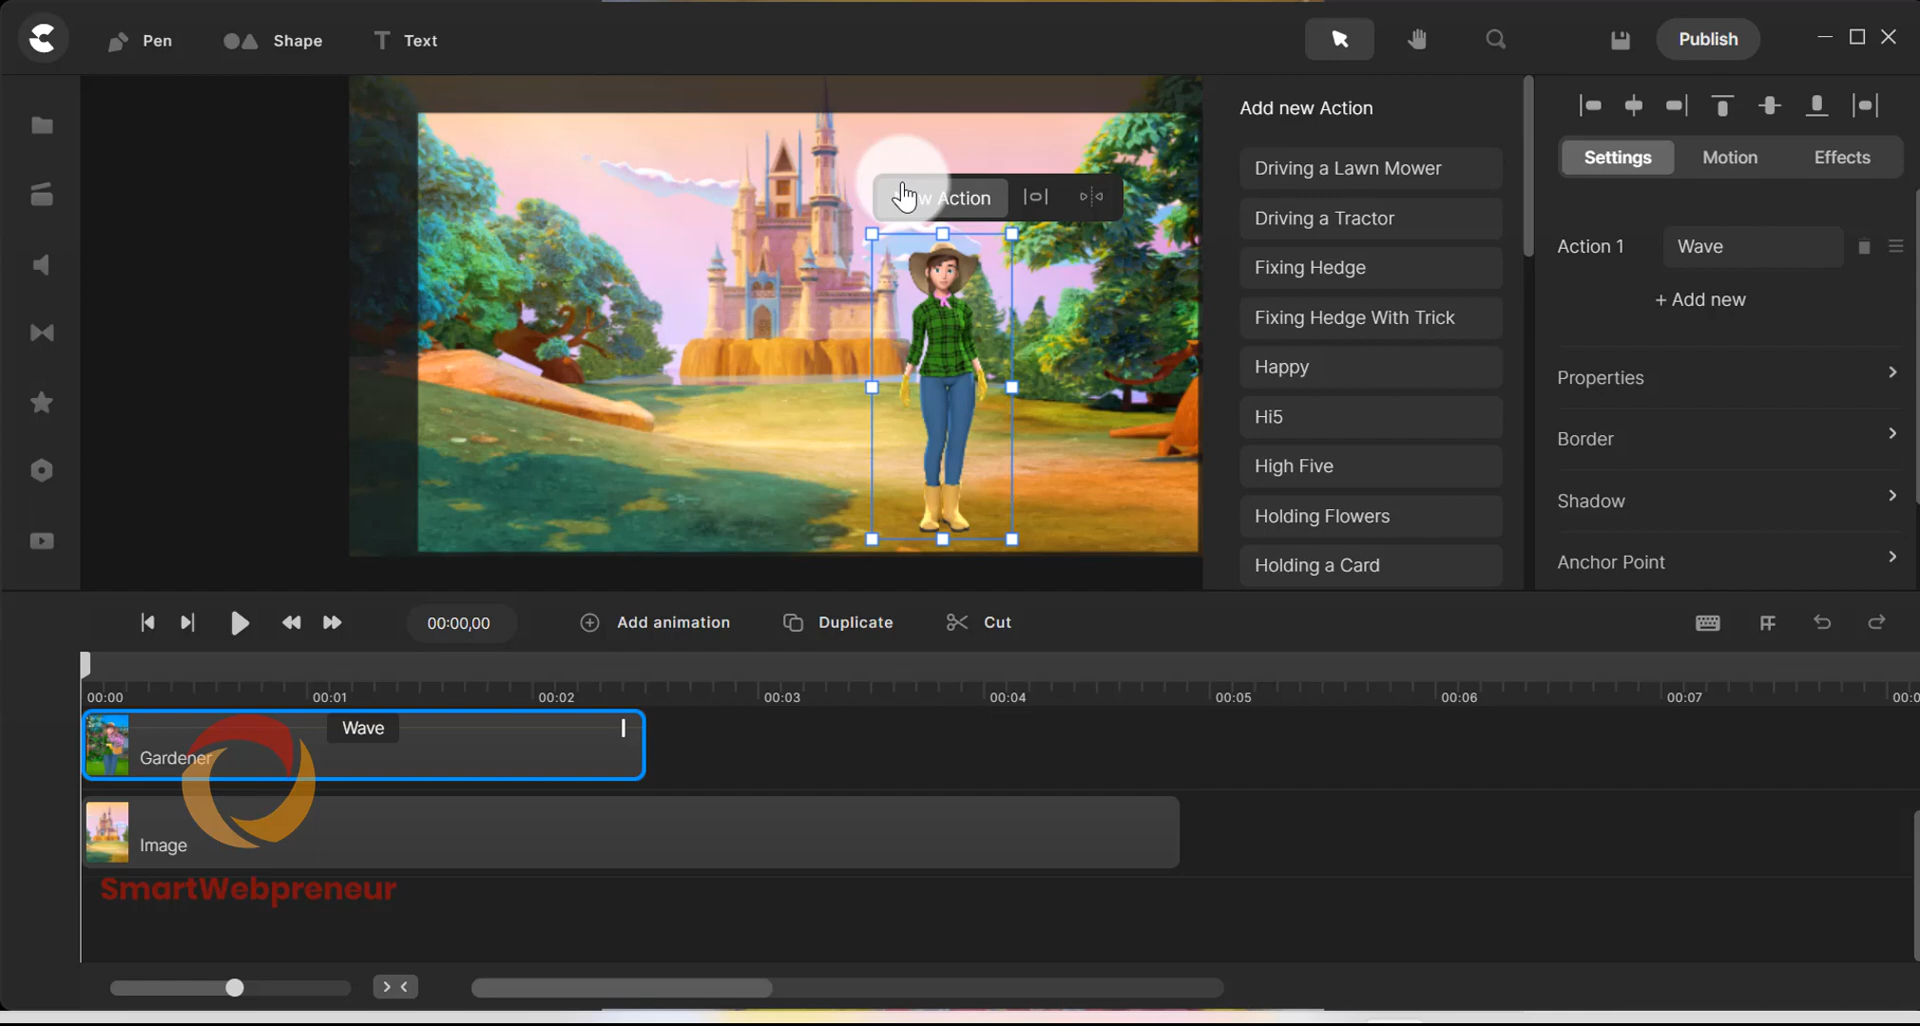 Pen
Shape
Text
Publish
Add new Action
Driving a Lawn Mower
Driving a Tractor
Fixing Hedge
Fixing Hedge With Trick
Happy
Hi5
High Five
Holding Flowers
Holding a Card
w Action
Settings
Motion
Effects
Action 1
Wave
+ Add new
Properties
Border
Shadow
Anchor Point
00:00,00
Add animation
Duplicate
Cut
00:00
00:01
00:02
00:03
00:04
00:05
00:06
00:07
00:0
Wave
Gardener
Image
SmartWebpreneur